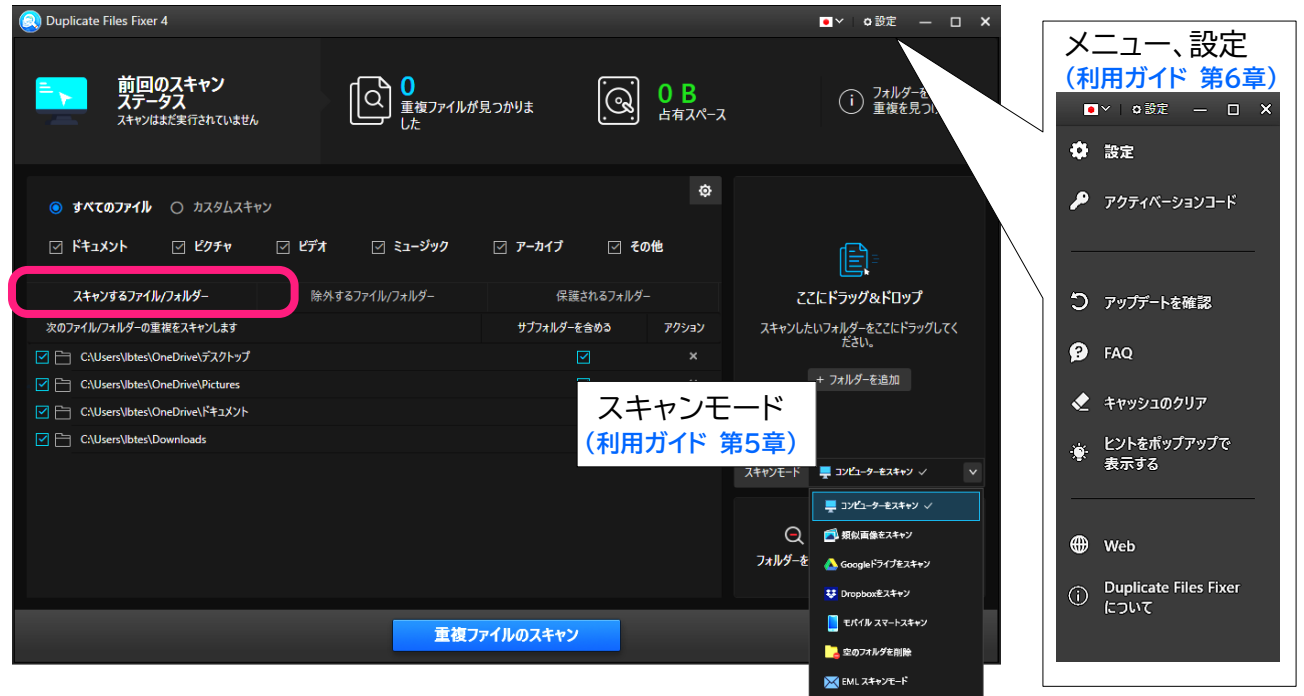 Duplicate Files Fixer 4
設定
前回のスキャン
ステータス
スキャンはまだ実行されていません
0
重複ファイルが見つかりま
した
0 B
占有スペース
フォルダーを
重複を見つ
すべてのファイル
カスタムスキャン
ドキュメント
ピクチャ
ビデオ
ミュージック
アーカイブ
その他
スキャンするファイル/フォルダー
除外するファイル/フォルダー
保護されるフォルダー
次のファイル/フォルダーの重複をスキャンします
サブフォルダーを含める
アクション
C:\Users\lbtes\OneDrive\デスクトップ
C:\Users\lbtes\OneDrive\Pictures
C:\Users\lbtes\OneDrive\ドキュメント
C:\Users\lbtes\Downloads
ここにドラッグ&ドロップ
スキャンしたいフォルダーをここにドラッグしてく
ださい。
+ フォルダーを追加
スキャンモード
(利用ガイド 第5章)
スキャンモード
コンピューターをスキャン
コンピューターをスキャン
類似画像をスキャン
Googleドライブをスキャン
Dropboxをスキャン
モバイル スマートスキャン
空のフォルダを削除
EML スキャンモード
フォルダーを
重複ファイルのスキャン
メニュー、設定
(利用ガイド 第6章)
設定
設定
アクティベーションコード
アップデートを確認
FAQ
キャッシュのクリア
ヒントをポップアップで
表示する
Web
Duplicate Files Fixer
について